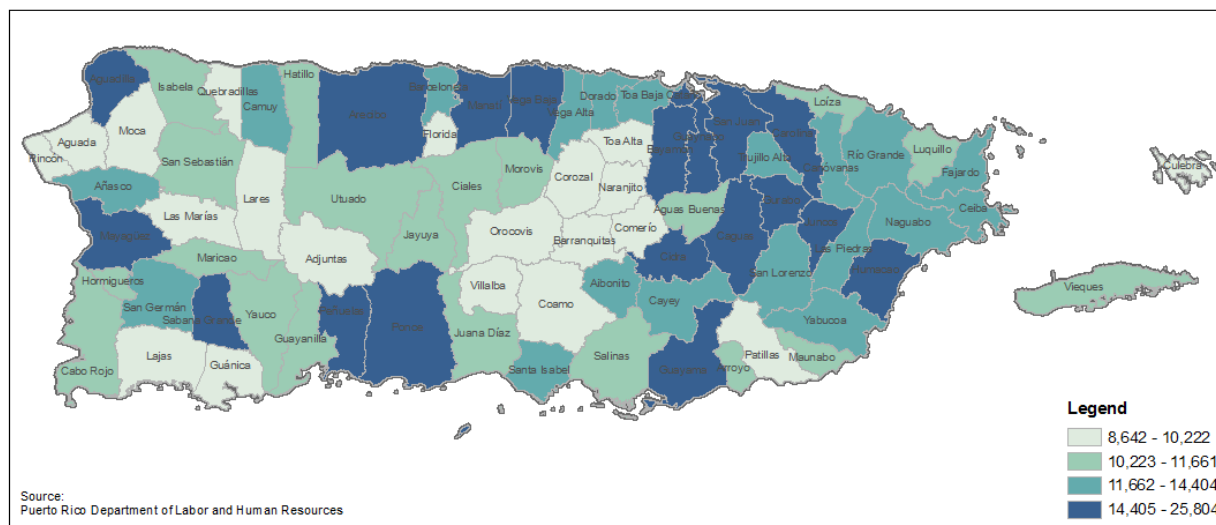 Aguadilla
Isabela
Quebradillas
Camuy
Hatillo
Arecibo
Barceloneta
Manatí
Vega Baja
Vega Alta
Dorado
Toa Baja
Cataño
San Juan
Carolina
Loíza
Moca
Aguada
Rincón
Florida
Toa Alta
Bayamón
Guaynabo
Trujillo Alta
Canóvanas
Río Grande
Luquillo
Fajardo
Culebra
San Sebastián
Añasco
Lares
Utuado
Ciales
Morovis
Corozal
Naranjito
Aguas Buenas
Gurabo
Ceiba
Las Marías
Mayagüez
Adjuntas
Jayuya
Orocovis
Barranquitas
Comerío
Caguas
Juncos
Naguabo
Maricao
Cidra
Las Piedras
Hormigueros
San Germán
Sabana Grande
Yauco
Guayanilla
Peñuelas
Ponce
Villalba
Coamo
Aibonito
Cayey
San Lorenzo
Humacao
Vieques
Juana Díaz
Yabucoa
Lajas
Guánica
Cabo Rojo
Santa Isabel
Salinas
Guayama
Arroyo
Patillas
Maunabo
Legend
8,642 - 10,222
10,223 - 11,661
11,662 - 14,404
14,405 - 25,804
Source:
Puerto Rico Department of Labor and Human Resources